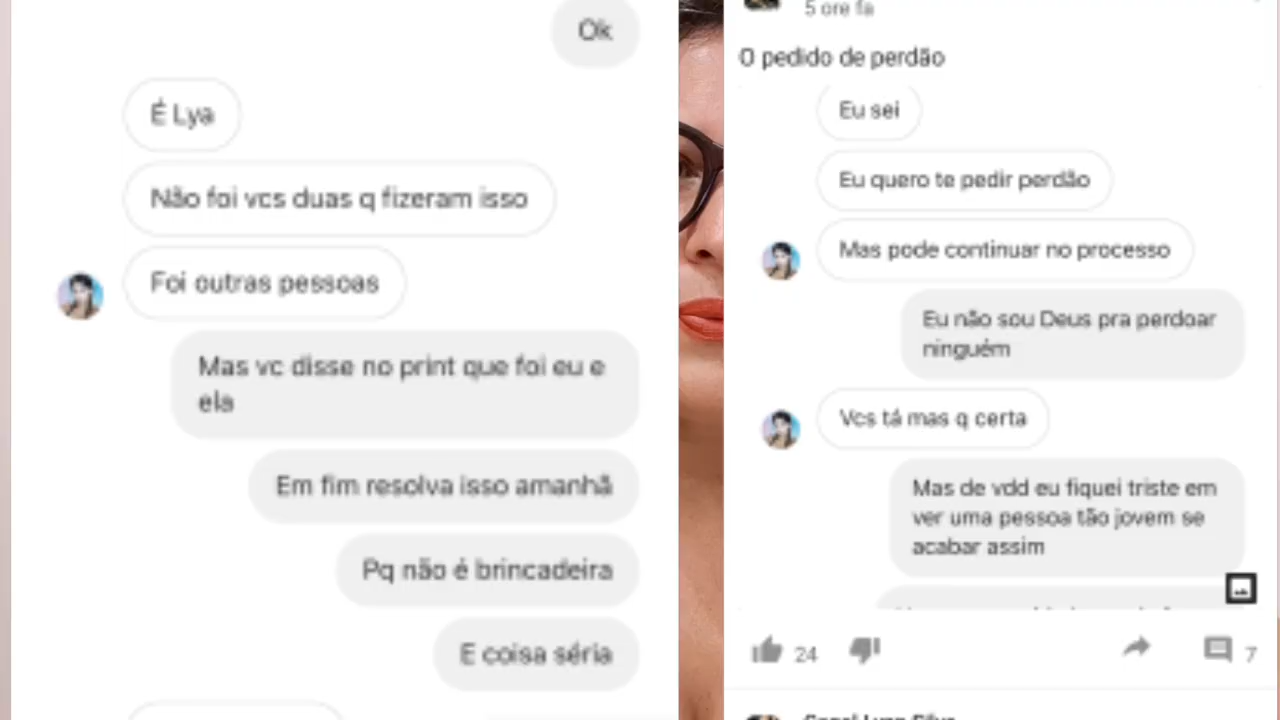 Ok
É Lya
Não foi vcs duas q fizeram isso
Foi outras pessoas
Mas vc disse no print que foi eu e
ela
Em fim resolva isso amanhã
Pq não é brincadeira
E coisa séria
5 ore fa
O pedido de perdão
Eu sei
Eu quero te pedir perdão
Mas pode continuar no processo
Eu não sou Deus pra perdoar
ninguém
Vcs tá mas q certa
Mas de vdd eu fiquei triste em
ver uma pessoa tão jovem se
acabar assim
24
7